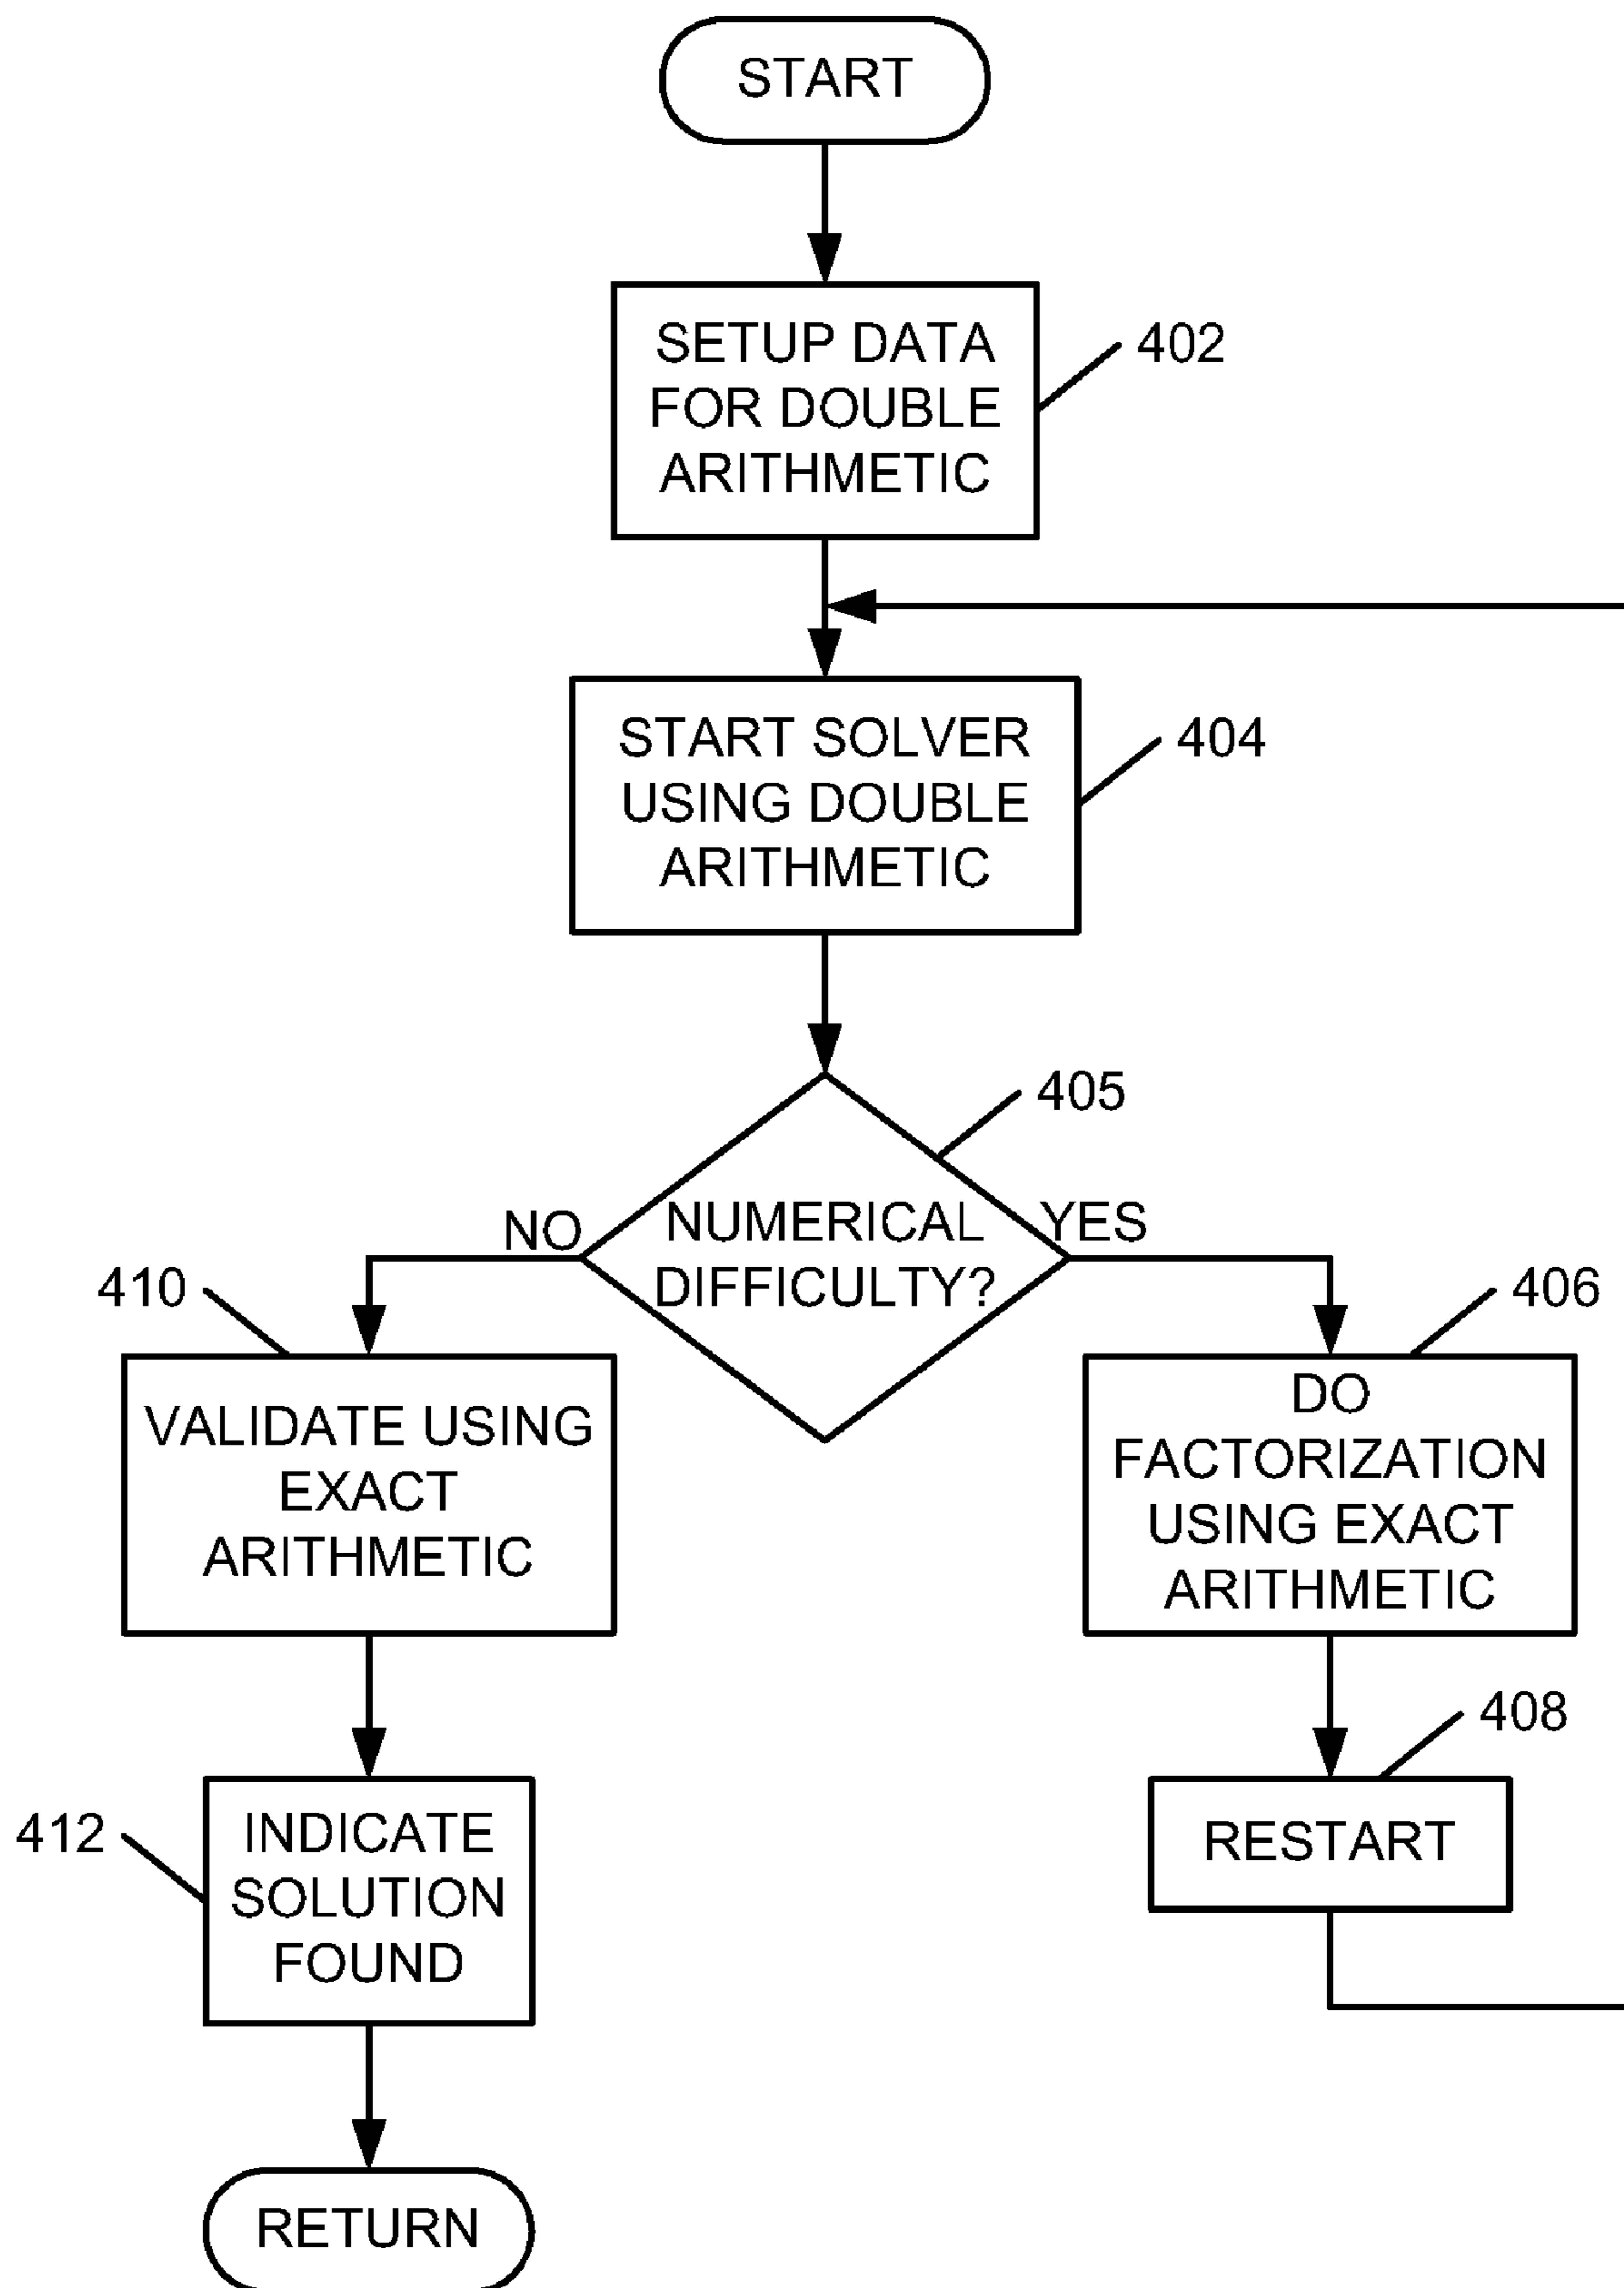 START
SETUP DATA
FOR DOUBLE
ARITHMETIC
402
START SOLVER
USING DOUBLE
ARITHMETIC
404
405
NUMERICAL
DIFFICULTY?
NO
YES
410
VALIDATE USING
EXACT
ARITHMETIC
406
DO
FACTORIZATION
USING EXACT
ARITHMETIC
408
RESTART
412
INDICATE
SOLUTION
FOUND
RETURN